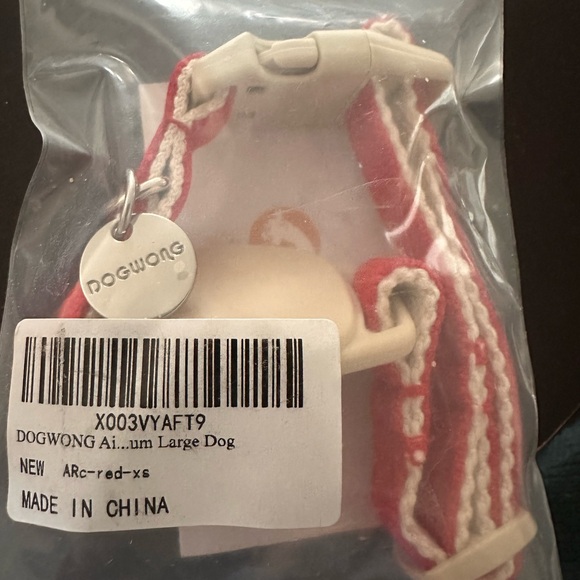 DOGWONG
X003VYAFT9
DOGWONG Ai...um Large Dog
NEW ARc-red-xs
MADE IN CHINA